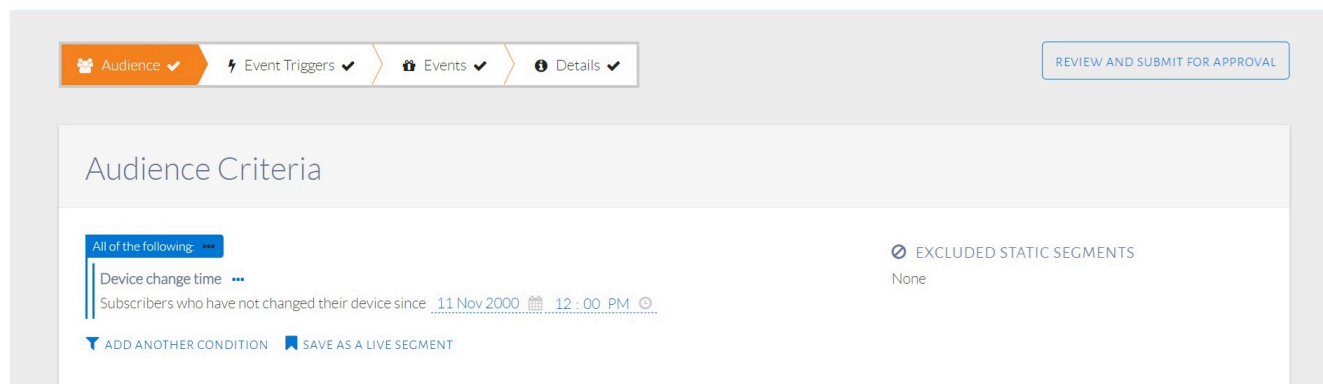 Audience Event Triggers Events Details
REVIEW AND SUBMIT FOR APPROVAL
Audience Criteria
All of the following: •••
Device change time •••
Subscribers who have not changed their device since 11 Nov 2000 12 : 00 PM
ADD ANOTHER CONDITION SAVE AS A LIVE SEGMENT
EXCLUDED STATIC SEGMENTS
None